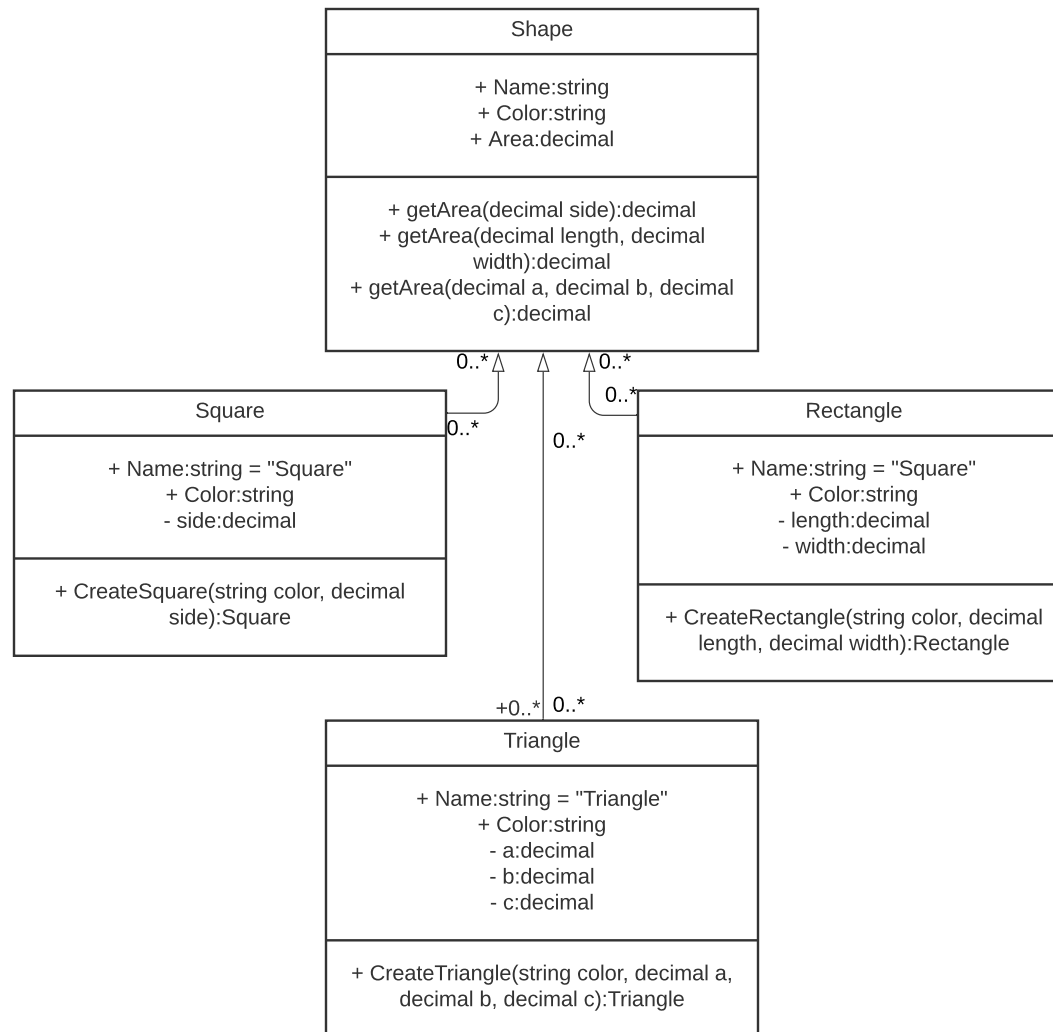 Shape
+ Name:string
+ Color:string
+ Area:decimal
+ getArea(decimal side):decimal
+ getArea(decimal length, decimal
width):decimal
+ getArea(decimal a, decimal b, decimal
c):decimal
0..*
0..*
0..*
0..*
0..*
Square
+ Name:string = "Square"
+ Color:string
- side:decimal
+ CreateSquare(string color, decimal
side):Square
Rectangle
+ Name:string = "Square"
+ Color:string
- length:decimal
- width:decimal
+ CreateRectangle(string color, decimal
length, decimal width):Rectangle
+0..*
0..*
Triangle
+ Name:string = "Triangle"
+ Color:string
- a:decimal
- b:decimal
- c:decimal
+ CreateTriangle(string color, decimal a,
decimal b, decimal c):Triangle